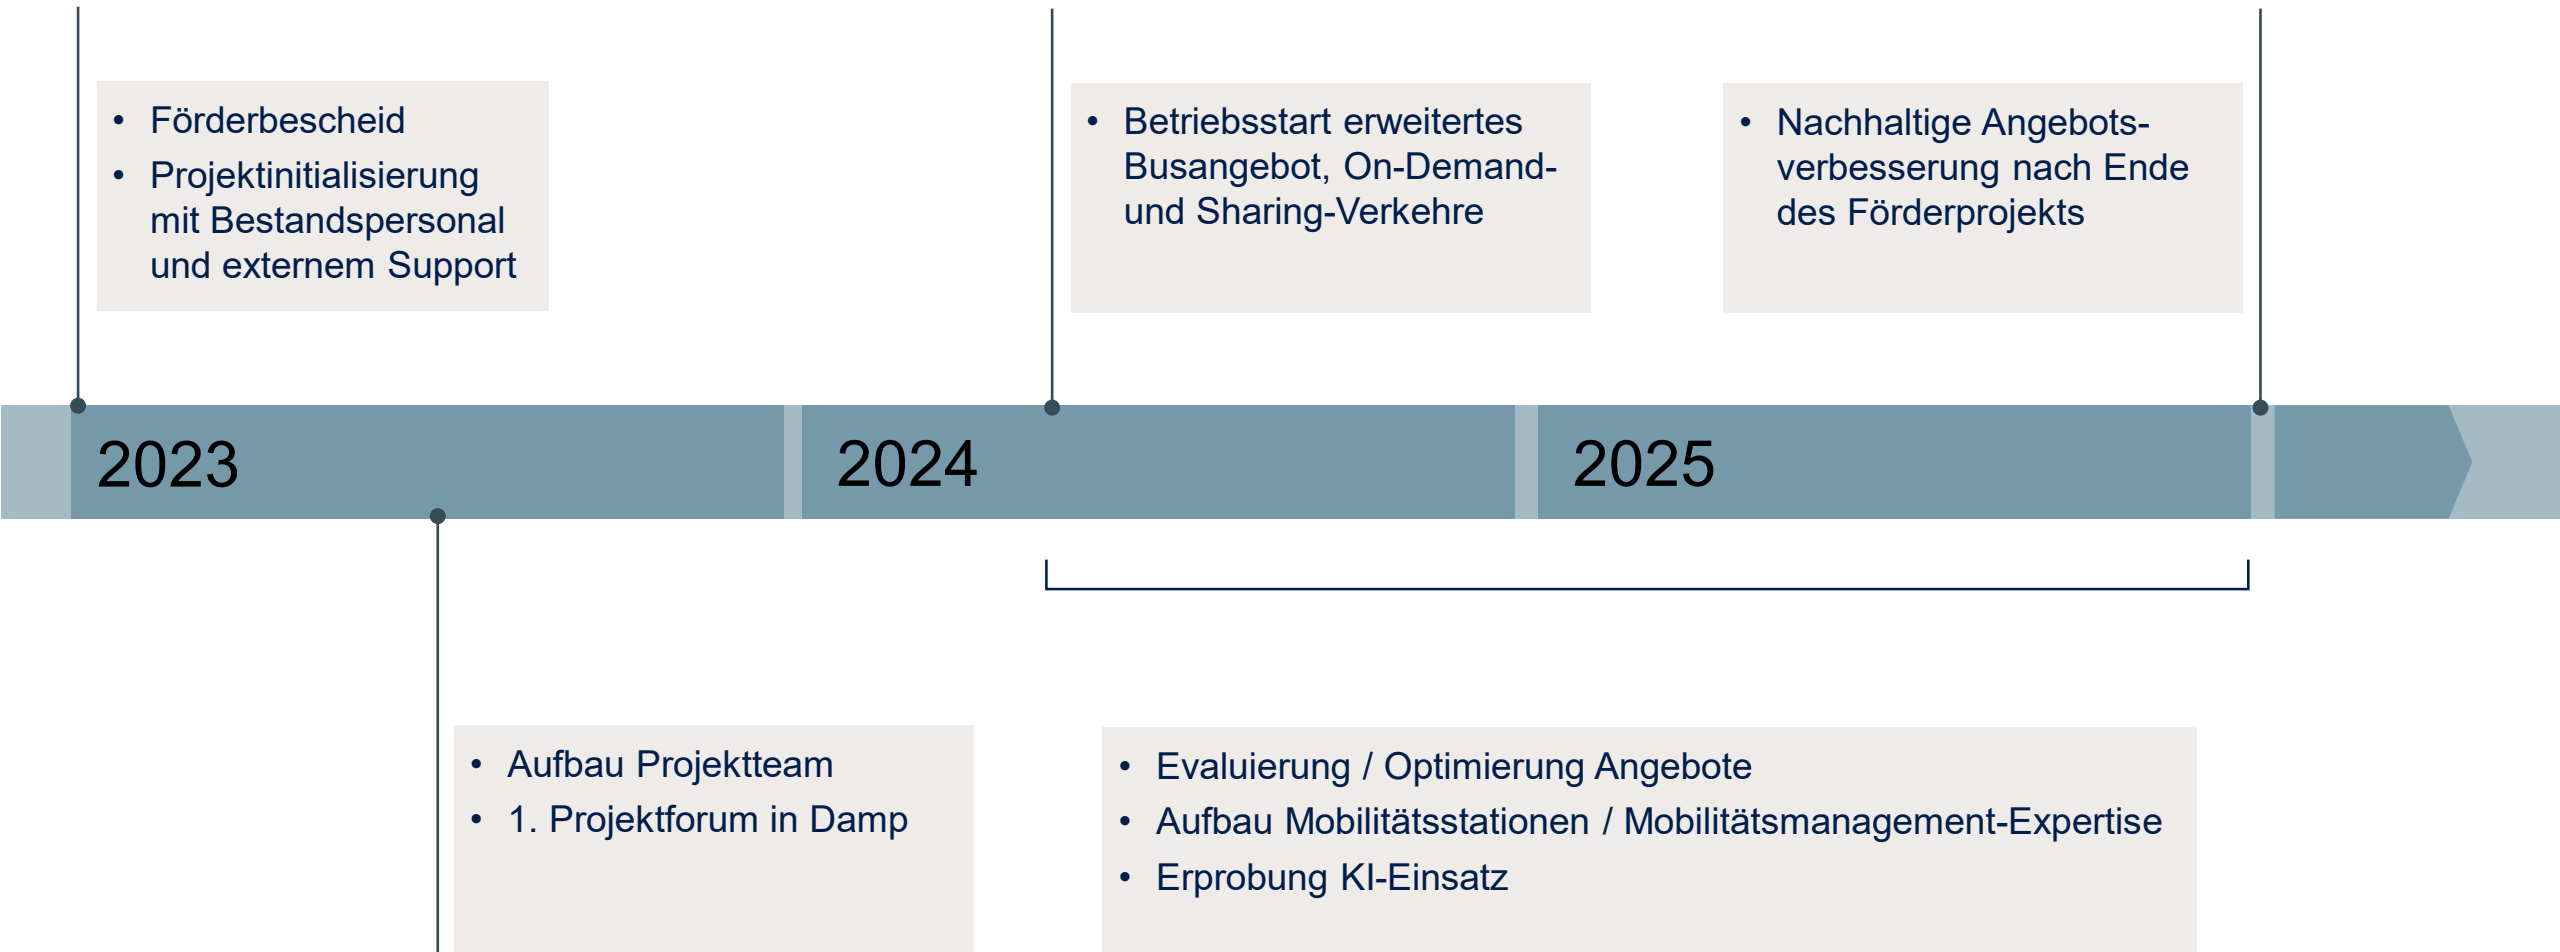 • Förderbescheid
• Projektinitialisierung
mit Bestandspersonal
und externem Support
• Betriebsstart erweitertes
Busangebot, On-Demand-
und Sharing-Verkehre
• Nachhaltige Angebots-
verbesserung nach Ende
des Förderprojekts
2023
2024
2025
• Aufbau Projektteam
• 1. Projektforum in Damp
• Evaluierung / Optimierung Angebote
• Aufbau Mobilitätsstationen / Mobilitätsmanagement-Expertise
• Erprobung KI-Einsatz